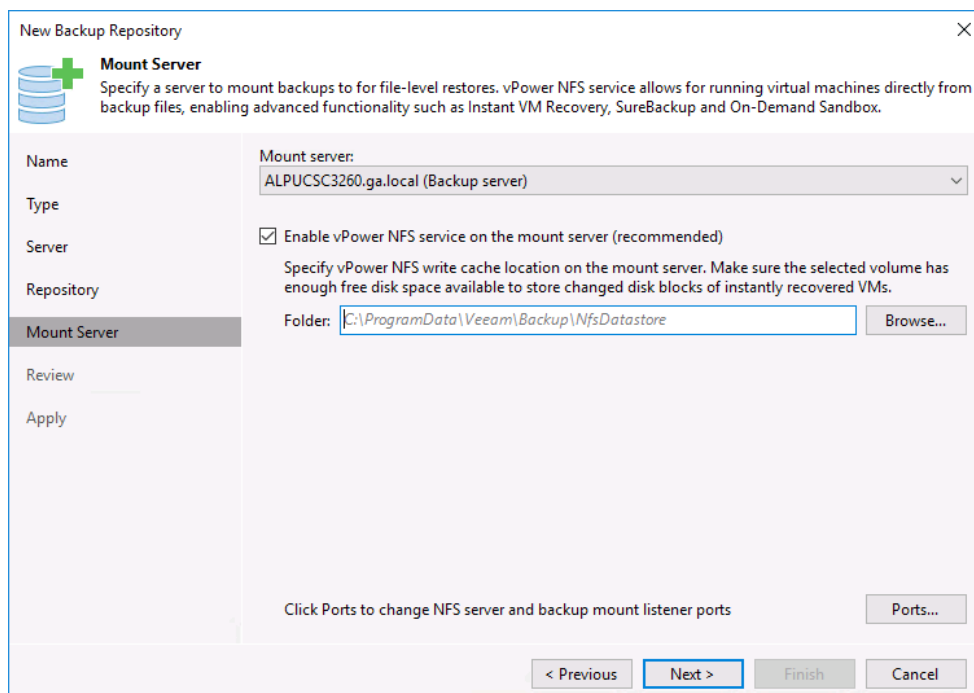 New Backup Repository
Mount Server
Specify a server to mount backups to for file-level restores. vPower NFS service allows for running virtual machines directly from
backup files, enabling advanced functionality such as Instant VM Recovery, SureBackup and On-Demand Sandbox.
Name
Type
Server
Repository
Mount Server
Review
Apply
Mount server:
ALPUCSC3260.ga.local (Backup server)
Enable vPower NFS service on the mount server (recommended)
Specify vPower NFS write cache location on the mount server. Make sure the selected volume has
enough free disk space available to store changed disk blocks of instantly recovered VMs.
Folder: C:\ProgramData\Veeam\Backup\NfsDatastore Browse...
Click Ports to change NFS server and backup mount listener ports Ports...
< Previous Next > Finish Cancel